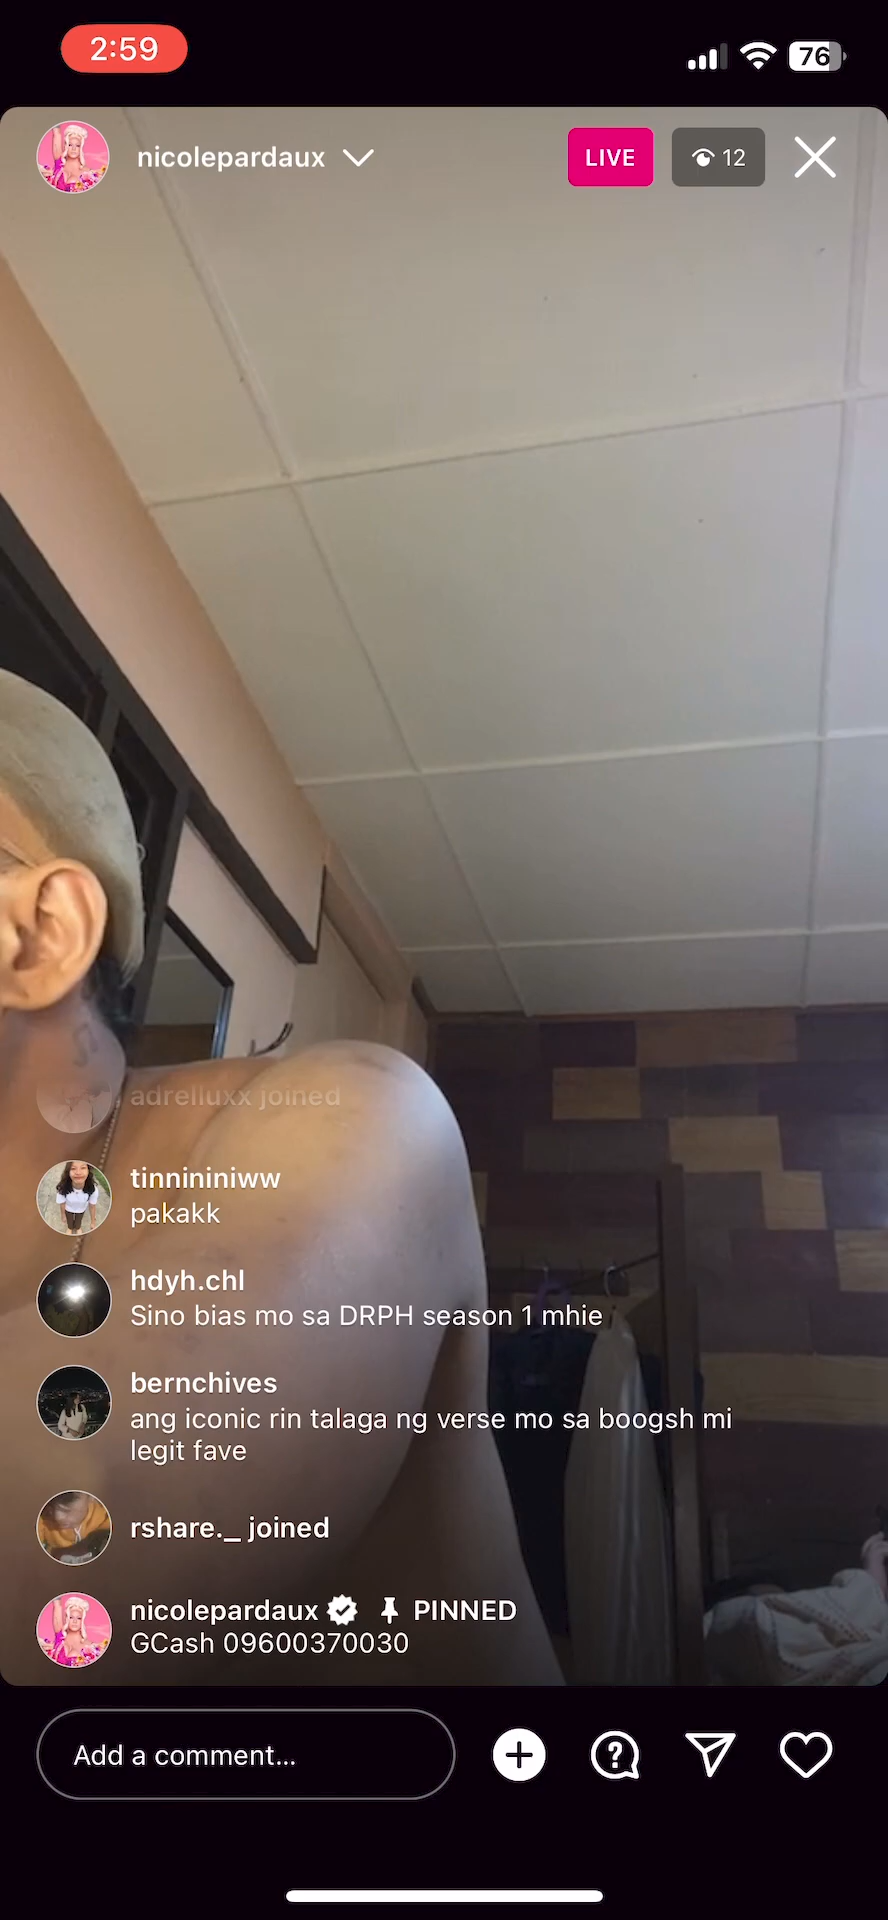 2:59
76
nicolepardaux
LIVE
12
adrelluxx joined
tinnininiww
pakakk
hdyh.chl
Sino bias mo sa DRPH season 1 mhie
bernchives
ang iconic rin talaga ng verse mo sa boogsh mi
legit fave
rshare._ joined
nicolepardaux PINNED
GCash 09600370030
Add a comment...